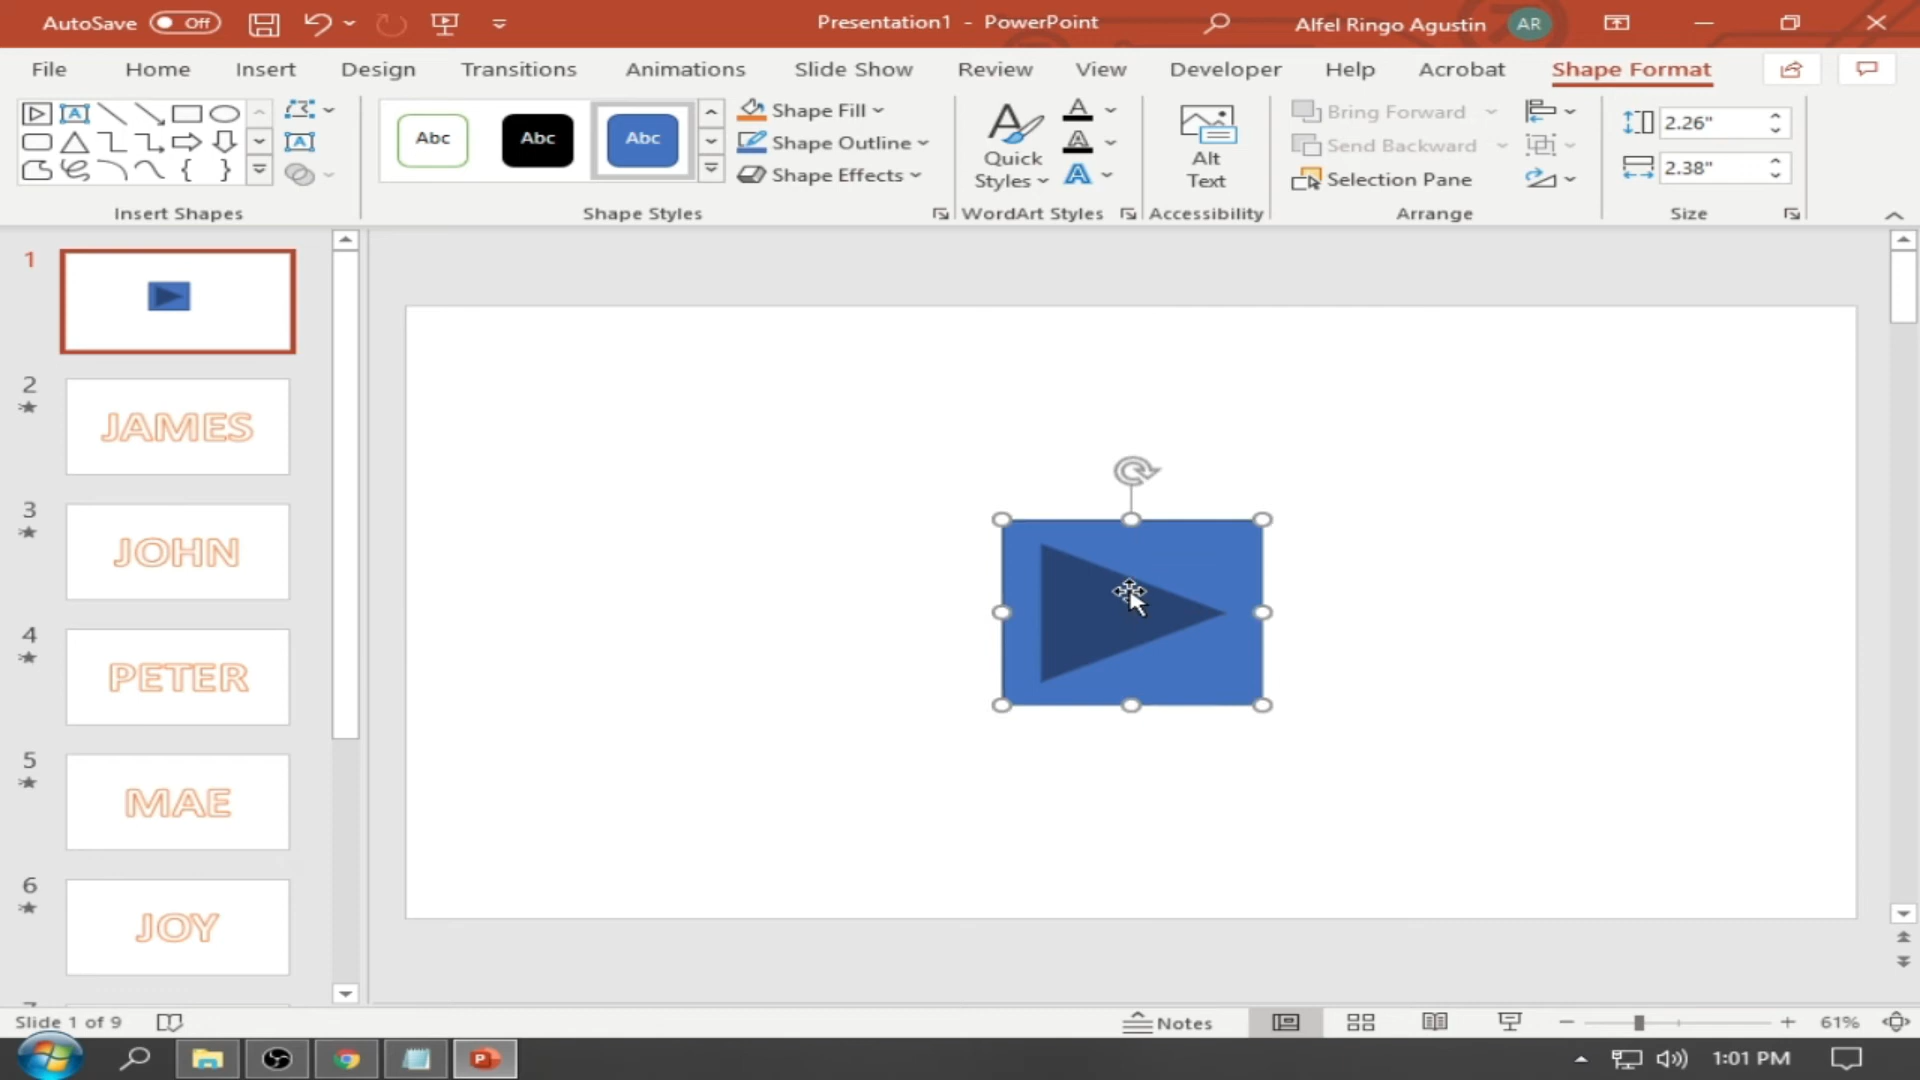 AutoSave Off Presentation1 - PowerPoint Alfel Ringo Agustin AR
File Home Insert Design Transitions Animations Slide Show Review View Developer Help Acrobat Shape Format
Abc Abc Abc
Shape Fill
Shape Outline
Shape Effects
Quick
Styles
Alt
Text
Bring Forward
Send Backward
Selection Pane
2.26"
2.38"
Insert Shapes Shape Styles WordArt Styles Accessibility Arrange Size
1
2
JAMES
3
JOHN
4
PETER
5
MAE
6
JOY
Slide 1 of 9 Notes 61%
1:01 PM